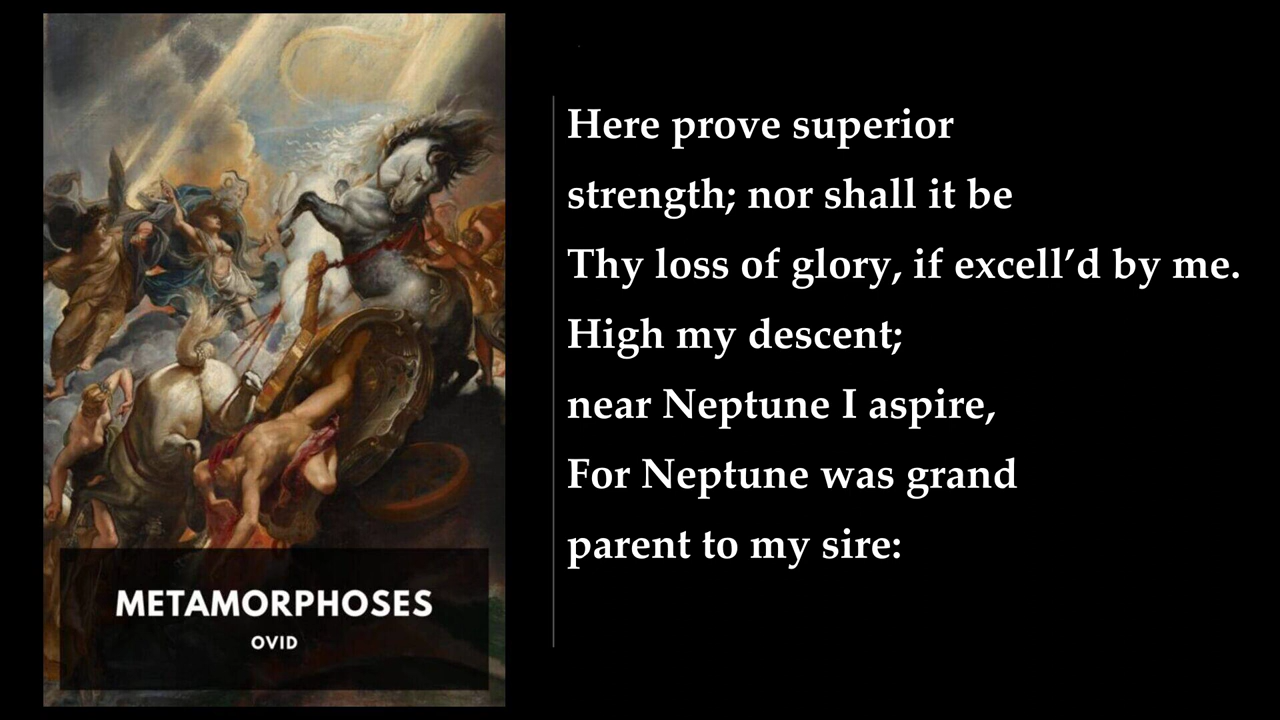 METAMORPHOSES
OVID
Here prove superior
strength; nor shall it be
Thy loss of glory, if excell’d by me.
High my descent;
near Neptune I aspire,
For Neptune was grand
parent to my sire: